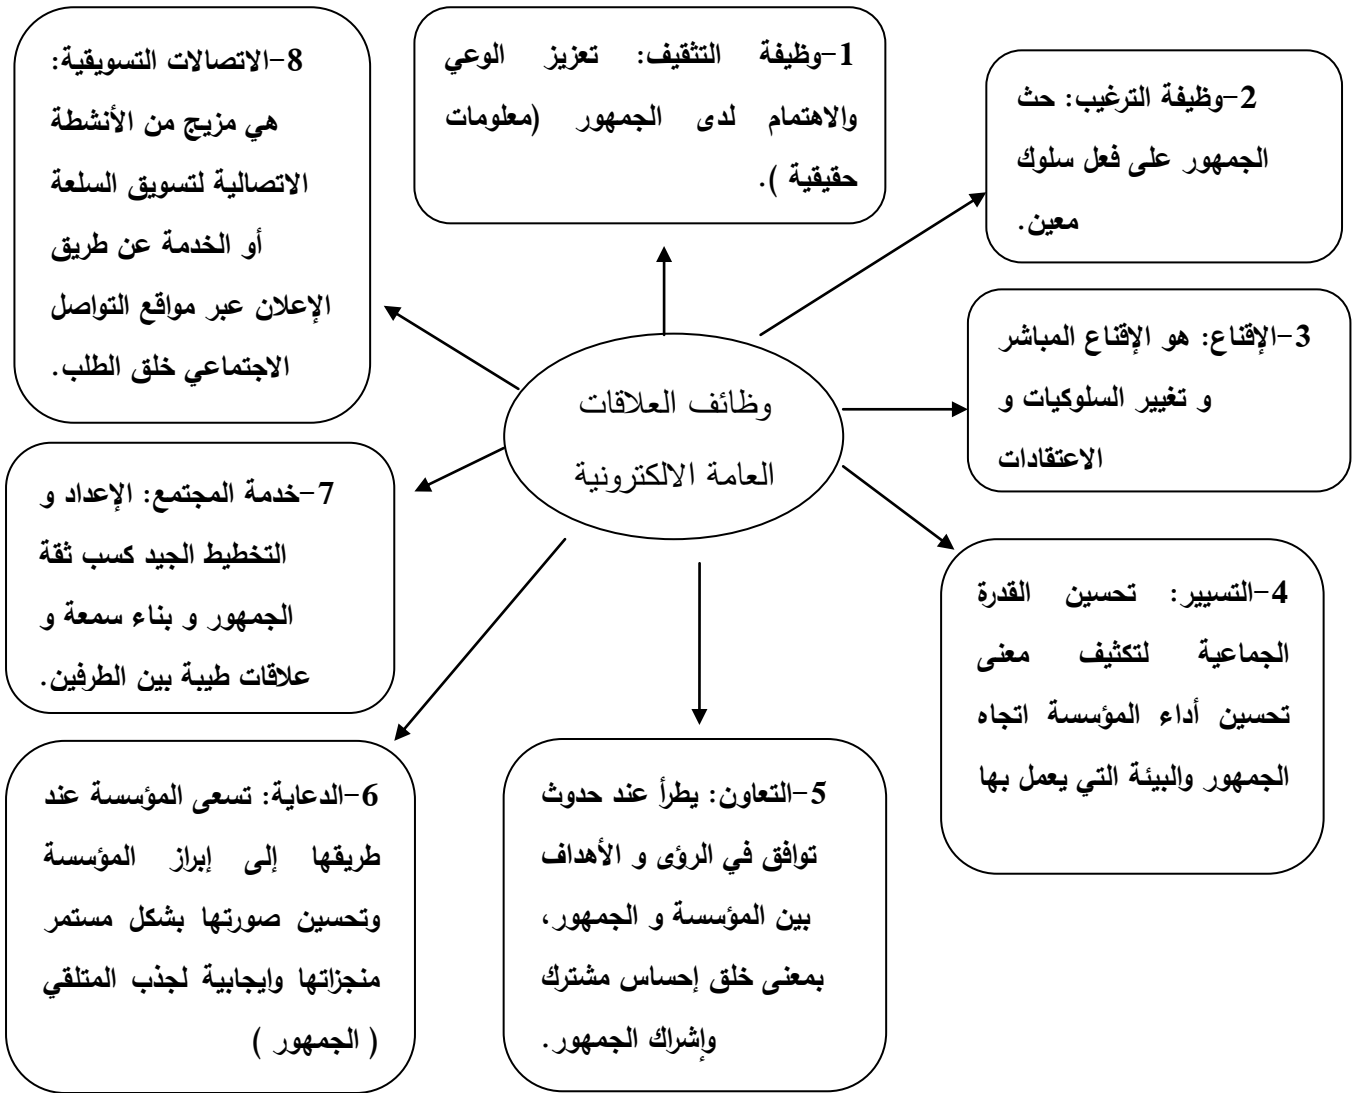 وظائف العلاقات
العامة الالكترونية
1-وظيفة التثقيف: تعزيز الوعي
والاهتمام لدى الجمهور (معلومات
حقيقية ).
2-وظيفة الترغيب: حث
الجمهور على فعل سلوك
معين.
3-الإقناع: هو الإقناع المباشر
و تغيير السلوكيات و
الاعتقادات
4-التسيير: تحسين القدرة
الجماعية لتكثيف معنى
تحسين أداء المؤسسة اتجاه
الجمهور والبيئة التي يعمل بها
5-التعاون: يطرأ عند حدوث
توافق في الرؤى و الأهداف
بين المؤسسة و الجمهور،
بمعنى خلق إحساس مشترك
وإشراك الجمهور.
6-الدعاية: تسعى المؤسسة عند
طريقها إلى إبراز المؤسسة
وتحسين صورتها بشكل مستمر
منجزاتها وايجابية لجذب المتلقي
( الجمهور )
7-خدمة المجتمع: الإعداد و
التخطيط الجيد كسب ثقة
الجمهور و بناء سمعة و
علاقات طيبة بين الطرفين.
8-الاتصالات التسويقية:
هي مزيج من الأنشطة
الاتصالية لتسويق السلعة
أو الخدمة عن طريق
الإعلان عبر مواقع التواصل
الاجتماعي خلق الطلب.